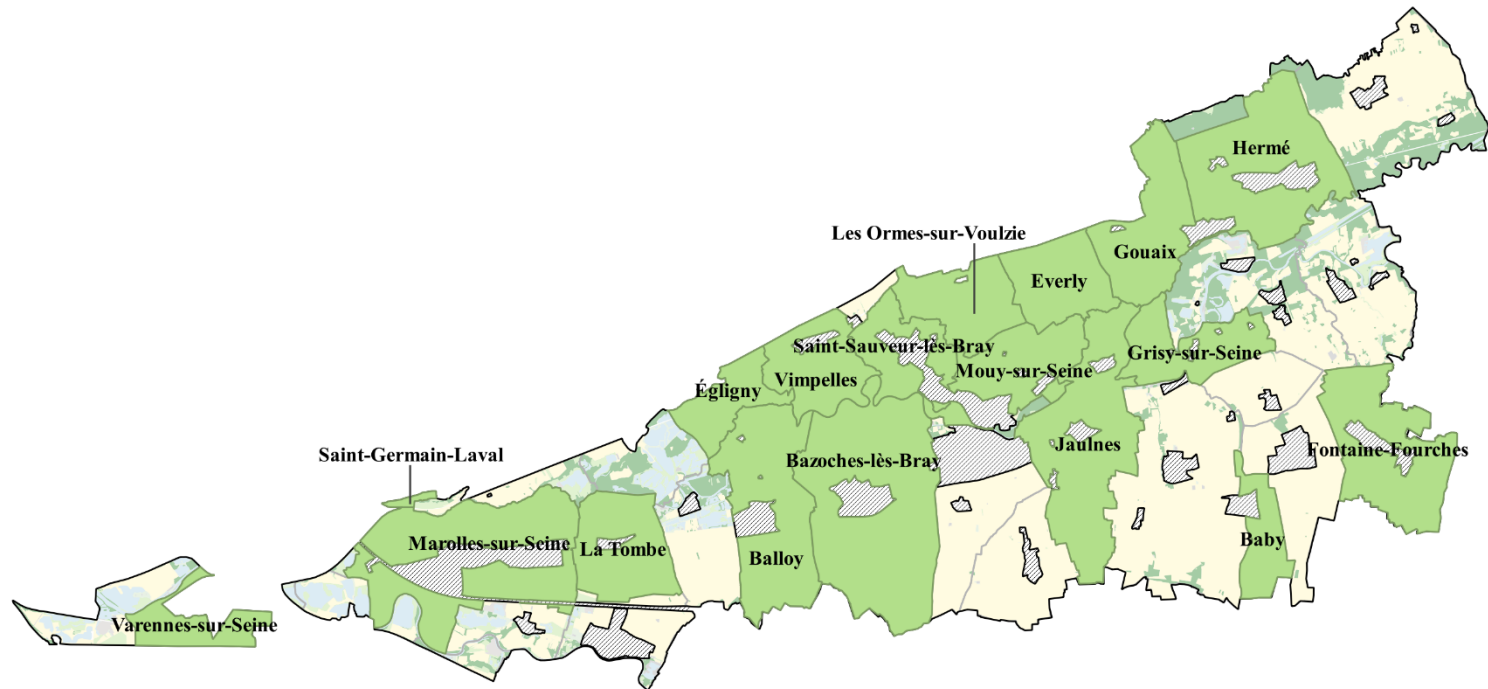 Hermé
Les Ormes-sur-Voulzie
Gouaix
Everly
Saint-Sauveur-lès-Bray
Grisy-sur-Seine
Mouy-sur-Seine
Vimpelles
Égligny
Jaulnes
Fontaine-Fourches
Saint-Germain-Laval
Bazoches-lès-Bray
Marolles-sur-Seine
La Tombe
Balloy
Baby
Varennes-sur-Seine